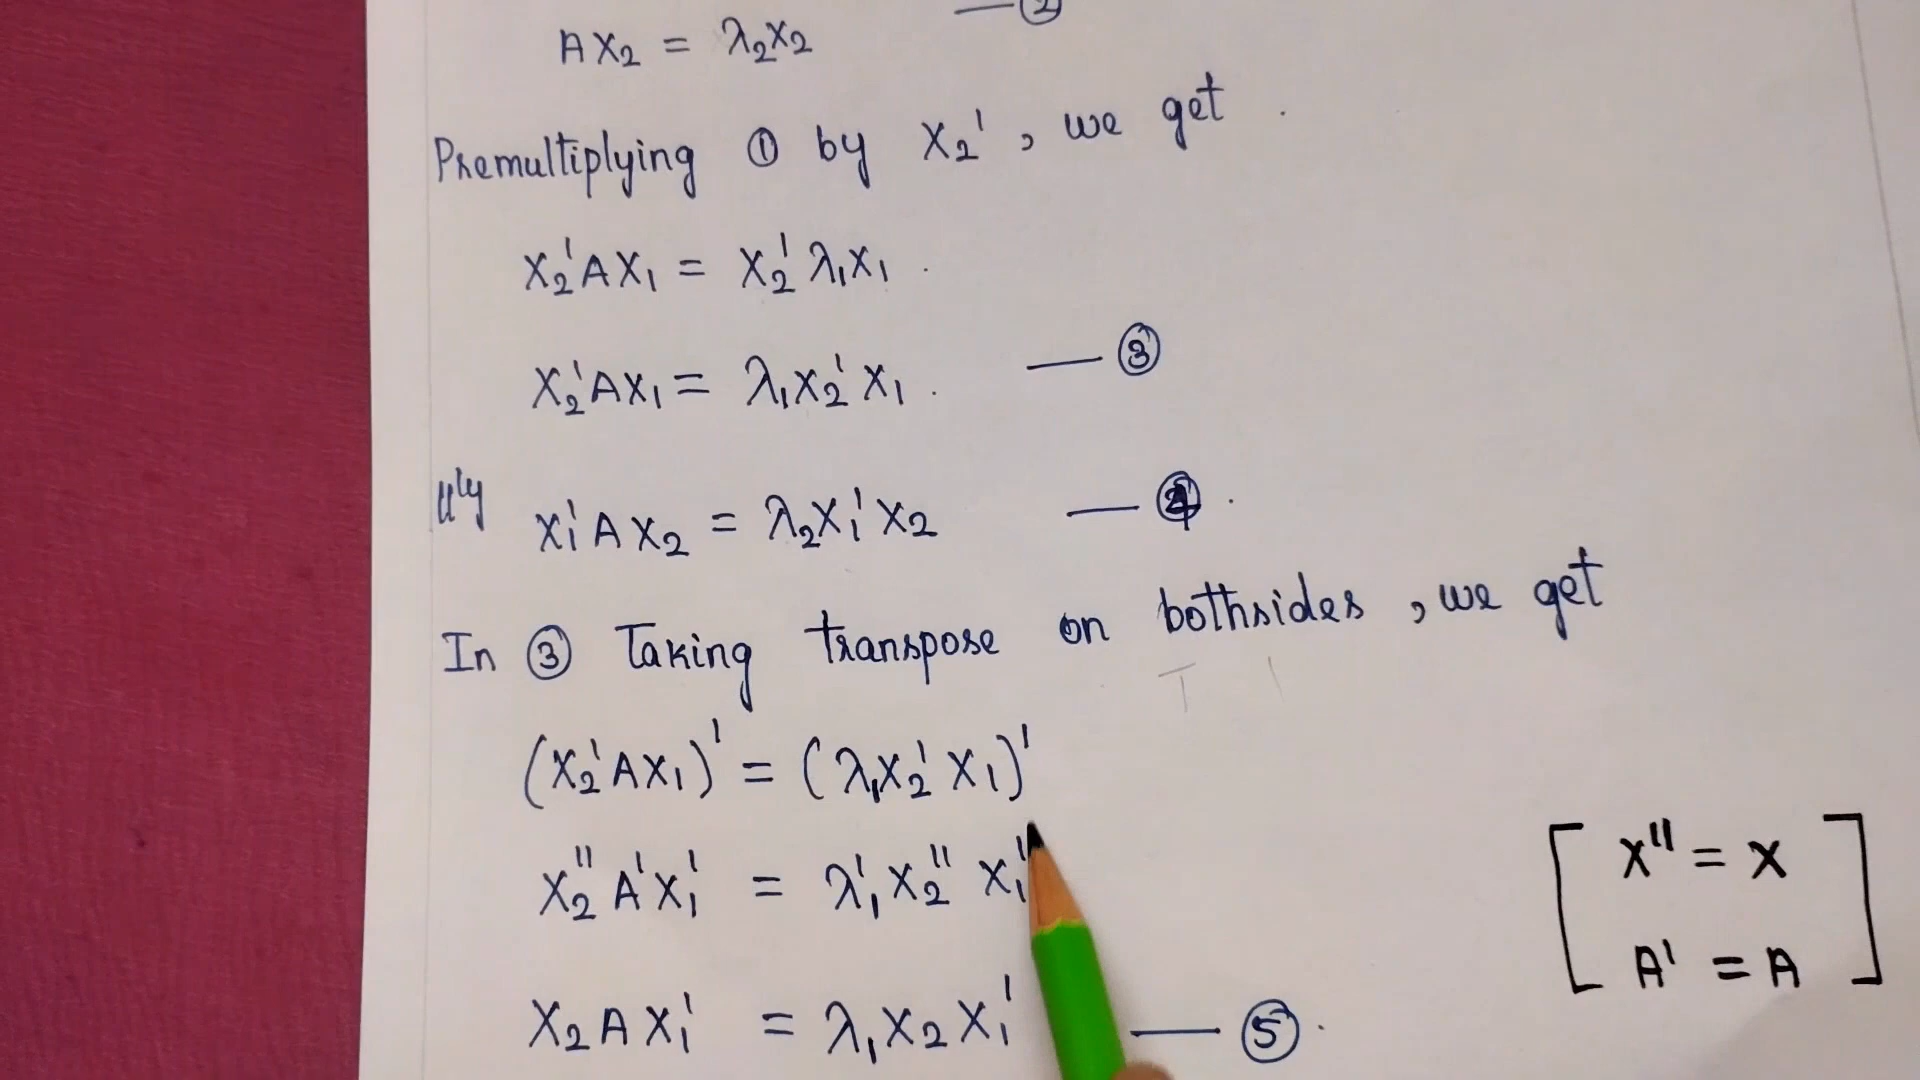 — ②
AX₂ = λ₂X₂
Premultiplying ① by X₂', we get
X₂'AX₁ = X₂'λ₁X₁.
X₂'AX₁ = λ₁X₂'X₁. — ③
|||ly X₁'AX₂ = λ₂X₁'X₂ — ④.
In ③ Taking transpose on bothsides, we get
(X₂'AX₁)' = (λ₁X₂'X₁)'
X₂''A'X₁' = λ₁'X₂''X₁'
X₂AX₁' = λ₁X₂X₁' — ⑤.
X'' = X
A' = A